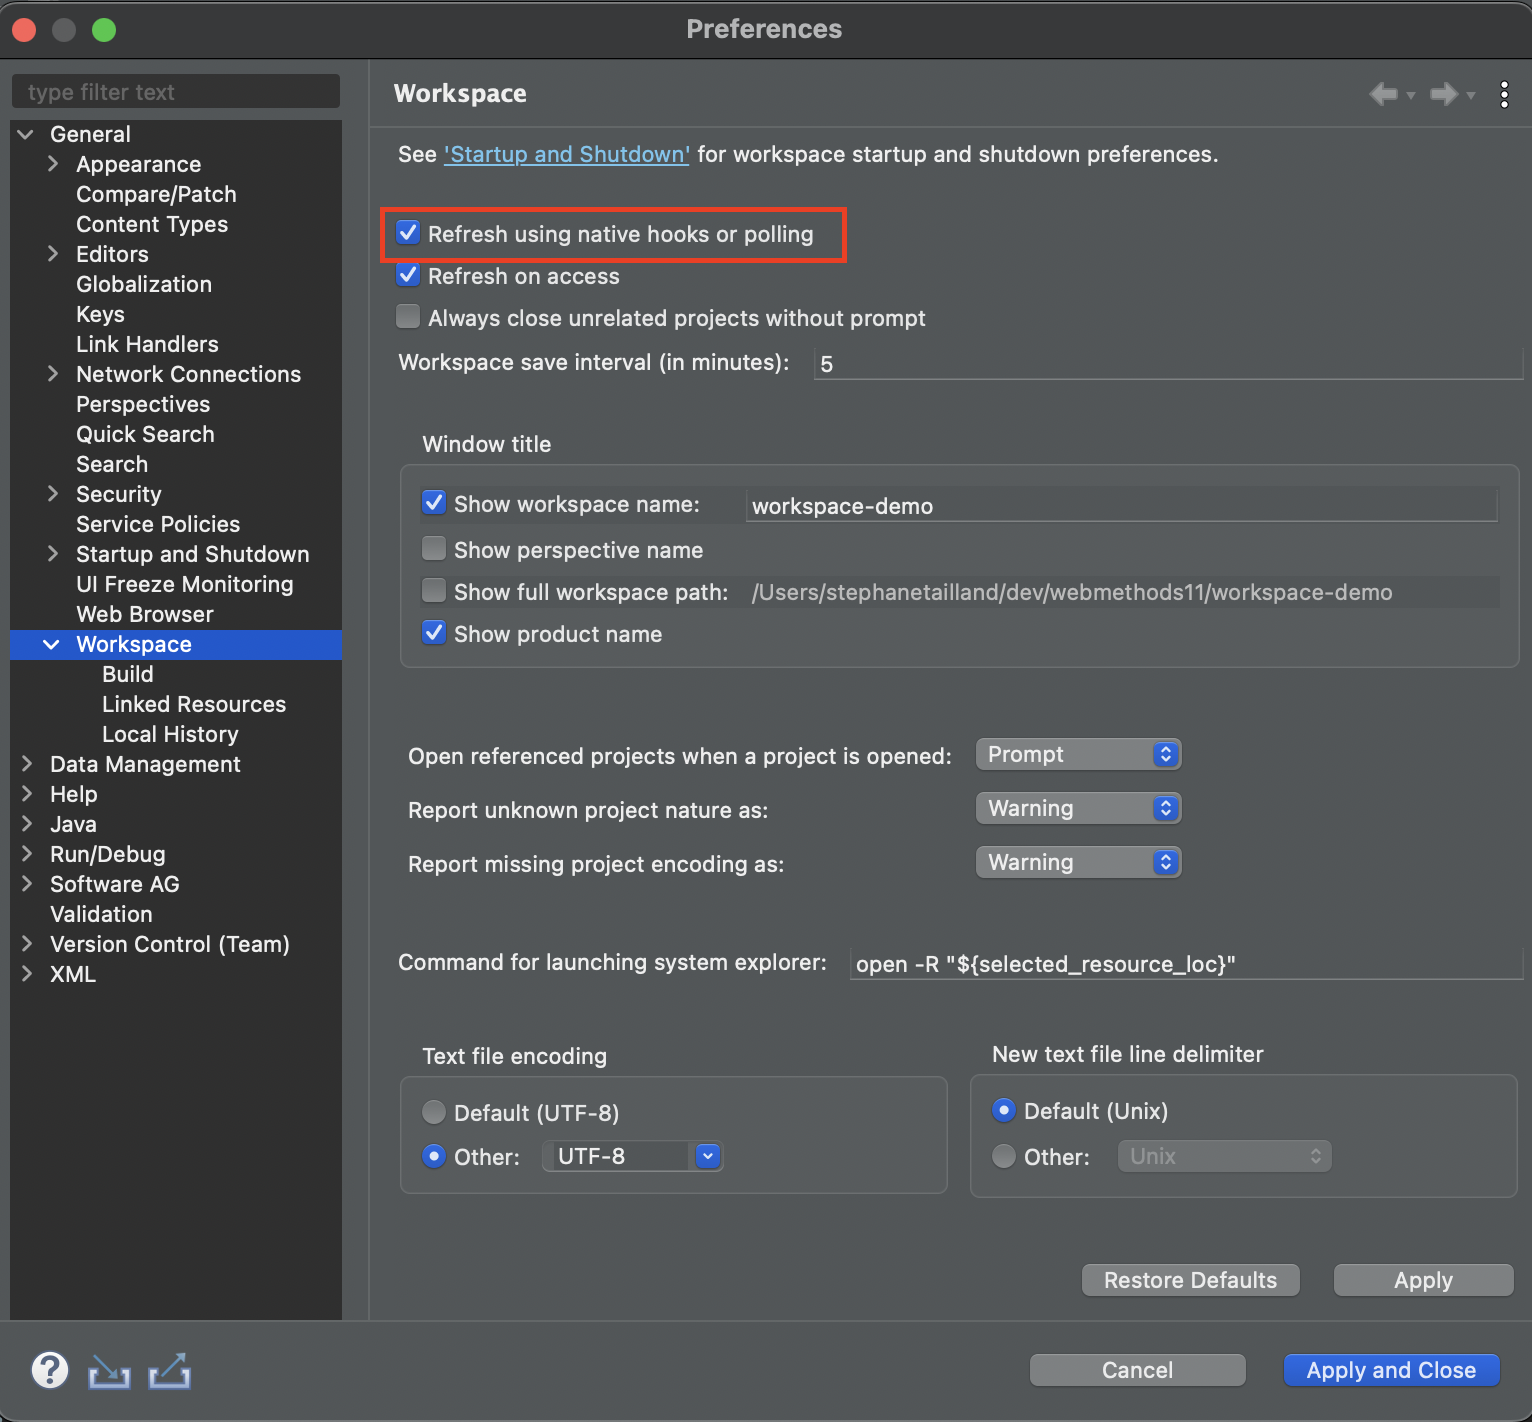 Preferences
type filter text
General
Appearance
Compare/Patch
Content Types
Editors
Globalization
Keys
Link Handlers
Network Connections
Perspectives
Quick Search
Search
Security
Service Policies
Startup and Shutdown
UI Freeze Monitoring
Web Browser
Workspace
Build
Linked Resources
Local History
Data Management
Help
Java
Run/Debug
Software AG
Validation
Version Control (Team)
XML
Workspace
See 'Startup and Shutdown' for workspace startup and shutdown preferences.
Refresh using native hooks or polling
Refresh on access
Always close unrelated projects without prompt
Workspace save interval (in minutes): 5
Window title
Show workspace name: workspace-demo
Show perspective name
Show full workspace path: /Users/stephanetailland/dev/webmethods11/workspace-demo
Show product name
Open referenced projects when a project is opened: Prompt
Report unknown project nature as: Warning
Report missing project encoding as: Warning
Command for launching system explorer: open -R "${selected_resource_loc}"
Text file encoding
Default (UTF-8)
Other: UTF-8
New text file line delimiter
Default (Unix)
Other: Unix
Restore Defaults Apply
? Cancel Apply and Close